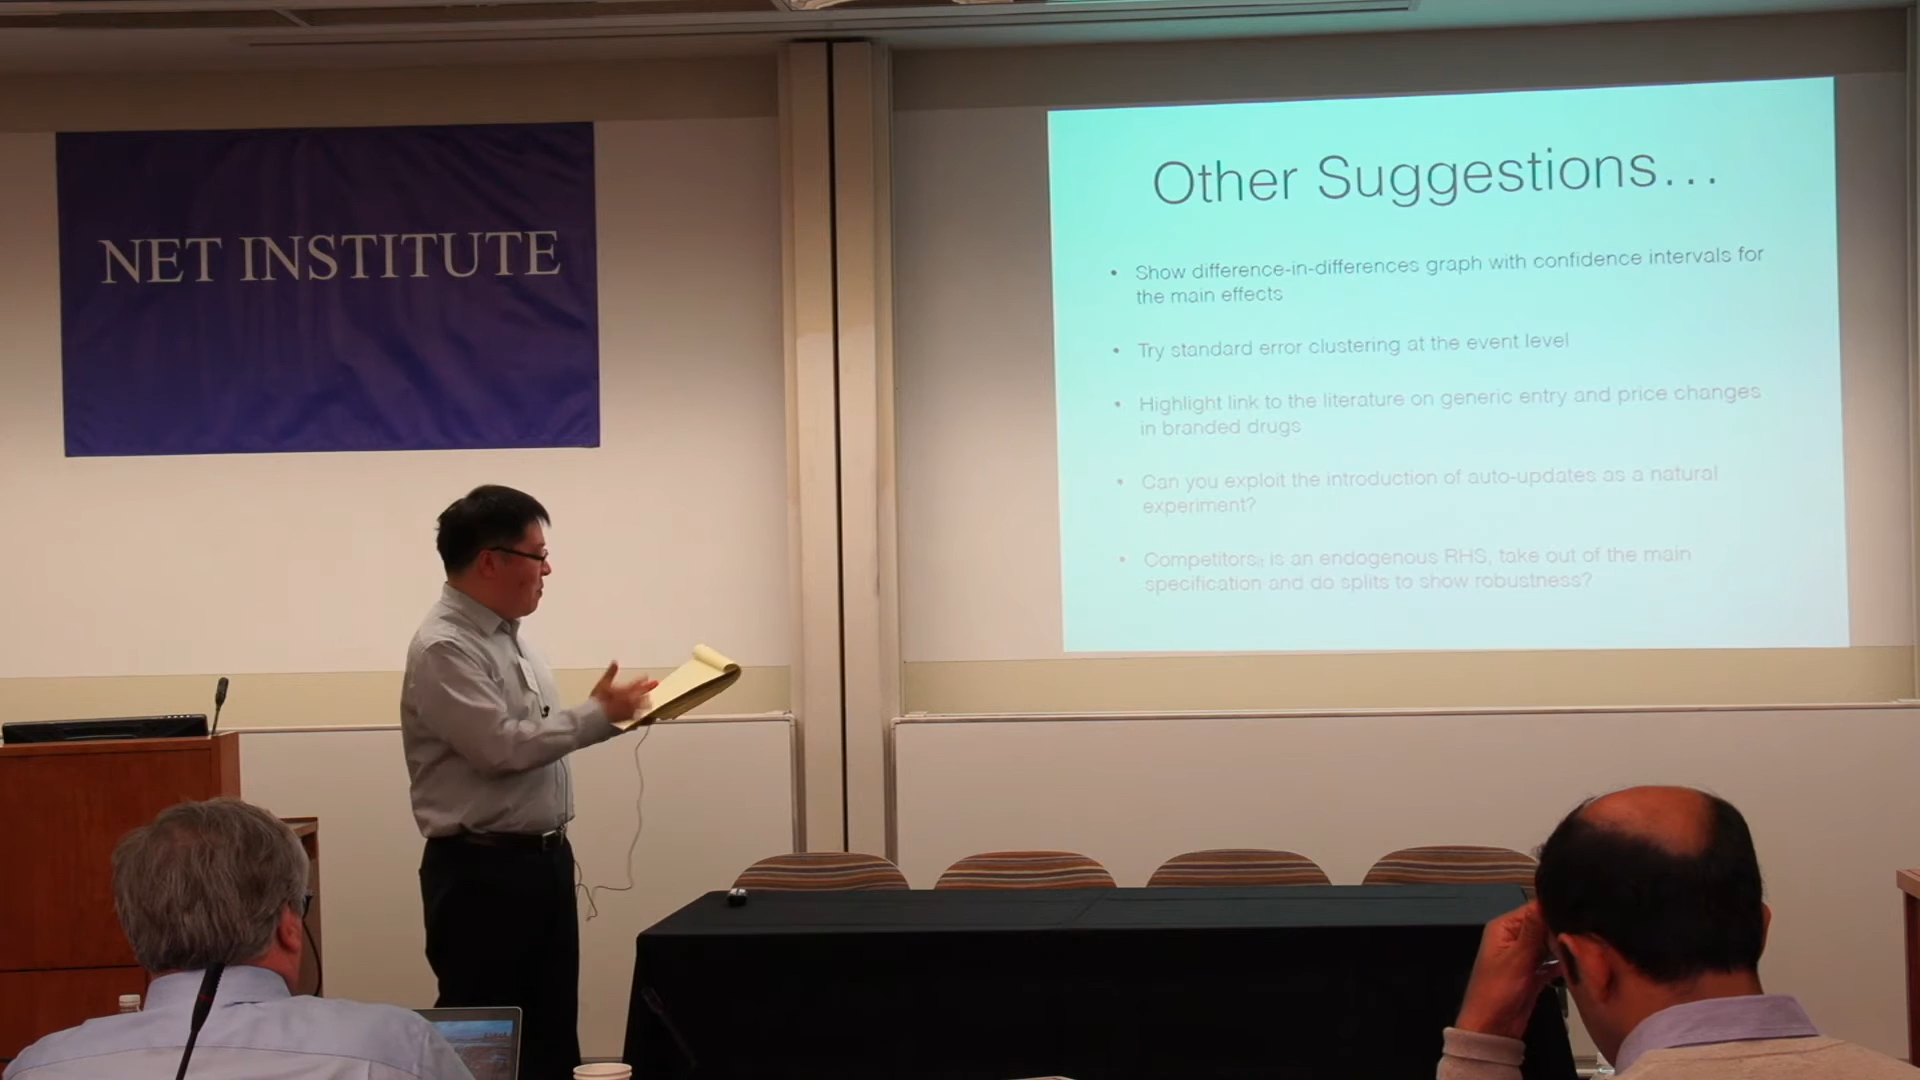 NET INSTITUTE
Other Suggestions...
• Show difference-in-differences graph with confidence intervals for
the main effects
• Try standard error clustering at the event level
• Highlight link to the literature on generic entry and price changes
in branded drugs
• Can you exploit the introduction of auto-updates as a natural
experiment?
• Competitorsᵢₜ is an endogenous RHS, take out of the main
specification and do splits to show robustness?